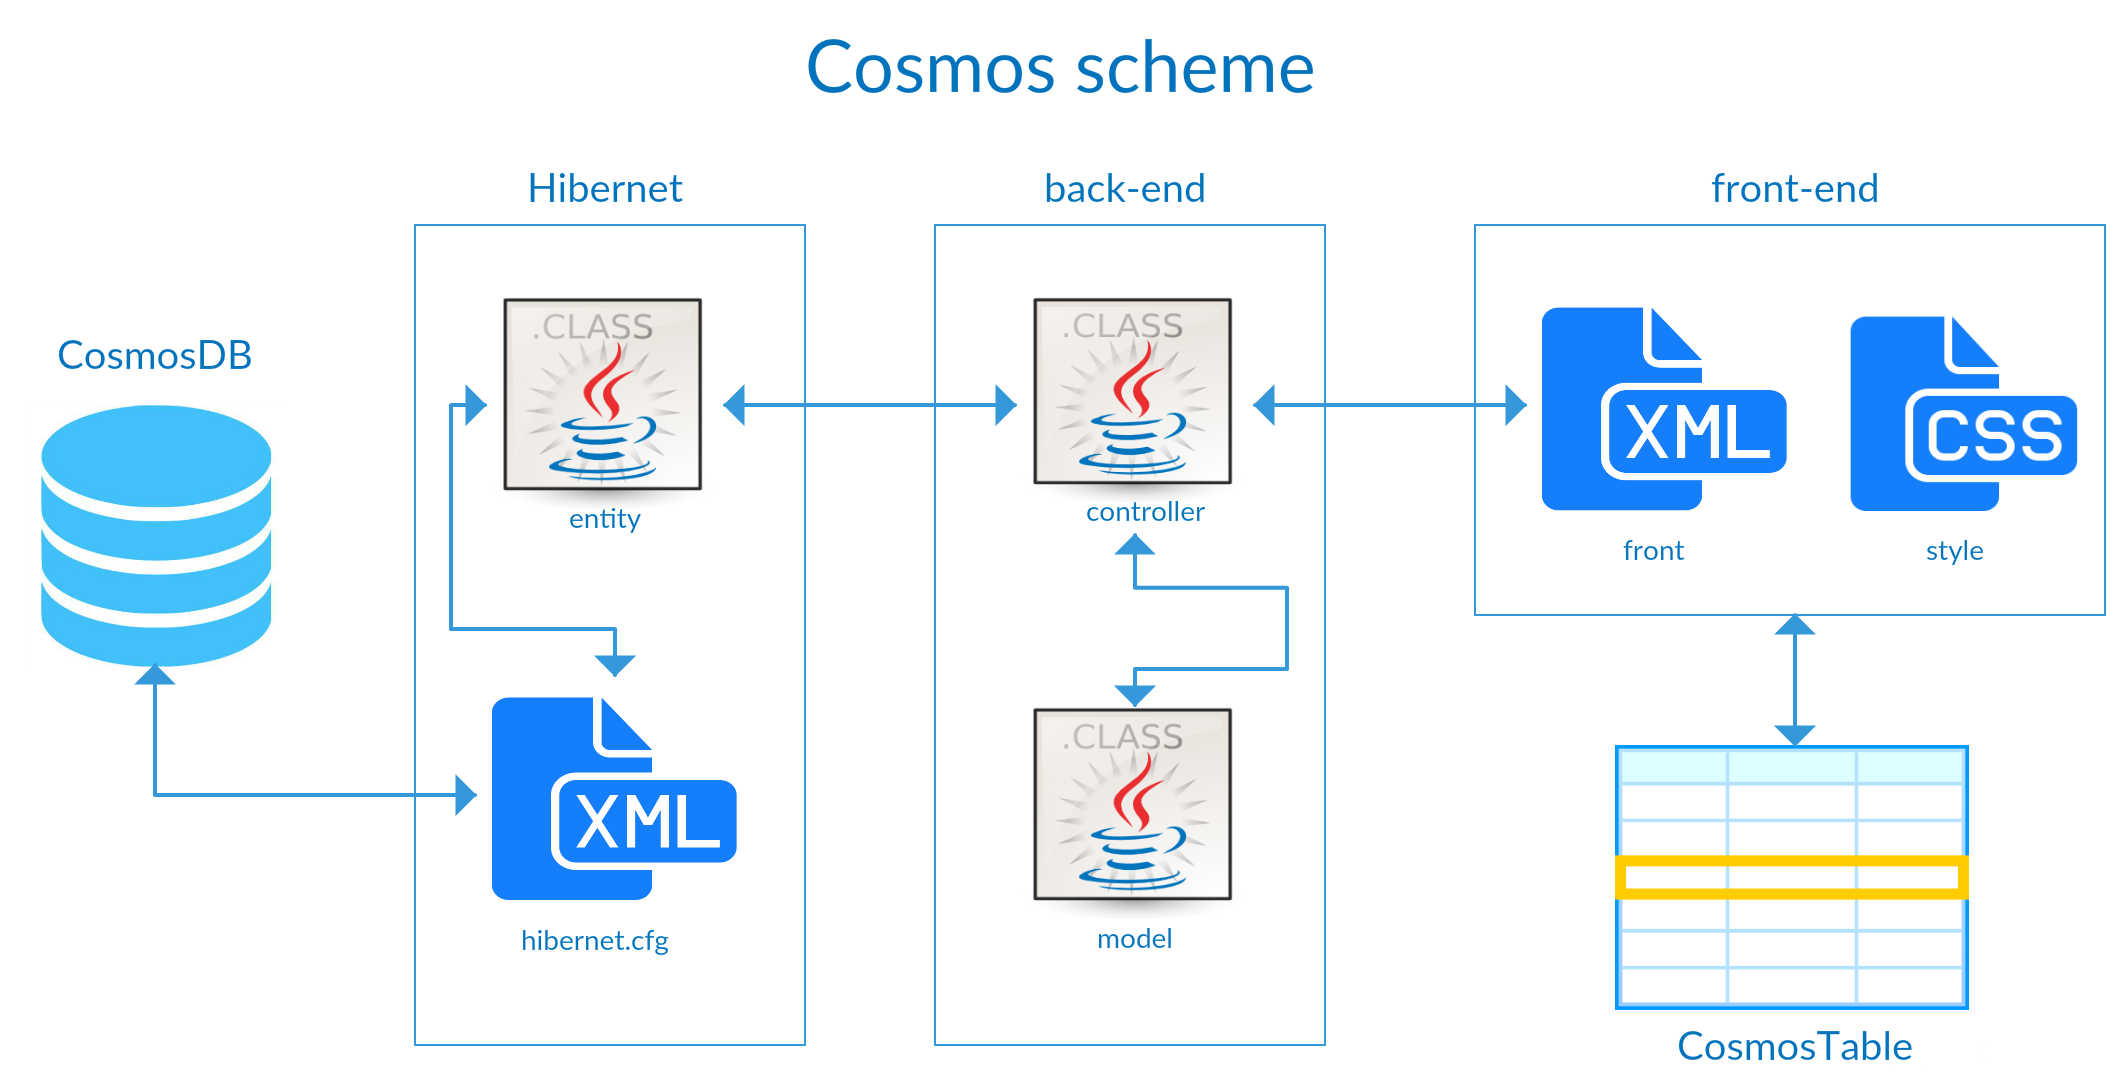 Cosmos scheme
Hibernet
back-end
front-end
CosmosDB
.CLASS
entity
.CLASS
controller
XML
front
CSS
style
XML
hibernet.cfg
.CLASS
model
CosmosTable